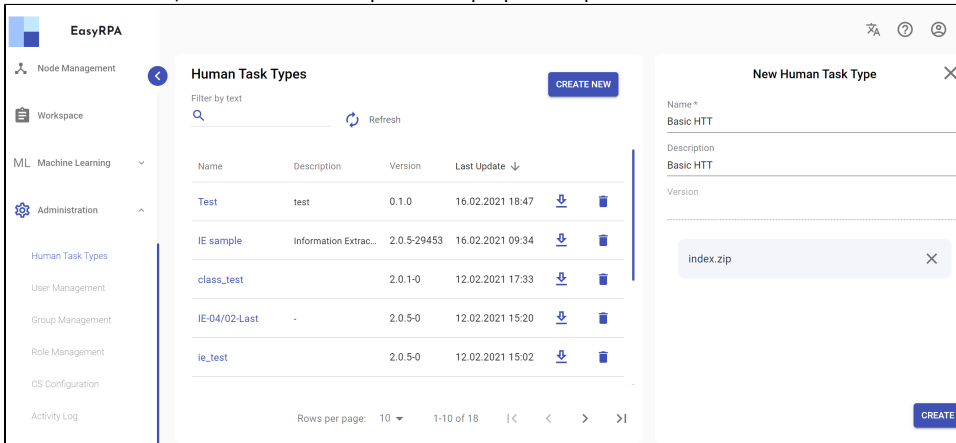 EasyRPA
Node Management
Workspace
ML Machine Learning
Administration
Human Task Types
User Management
Group Management
Role Management
CS Configuration
Activity Log
Human Task Types
CREATE NEW
Filter by text
Refresh
Name Description Version Last Update
Test test 0.1.0 16.02.2021 18:47
IE sample Information Extrac... 2.0.5-29453 16.02.2021 09:34
class_test 2.0.1-0 12.02.2021 17:33
IE-04/02-Last - 2.0.5-0 12.02.2021 15:20
ie_test 2.0.5-0 12.02.2021 15:02
Rows per page: 10 1-10 of 18
New Human Task Type
Name *
Basic HTT
Description
Basic HTT
Version
index.zip
CREATE